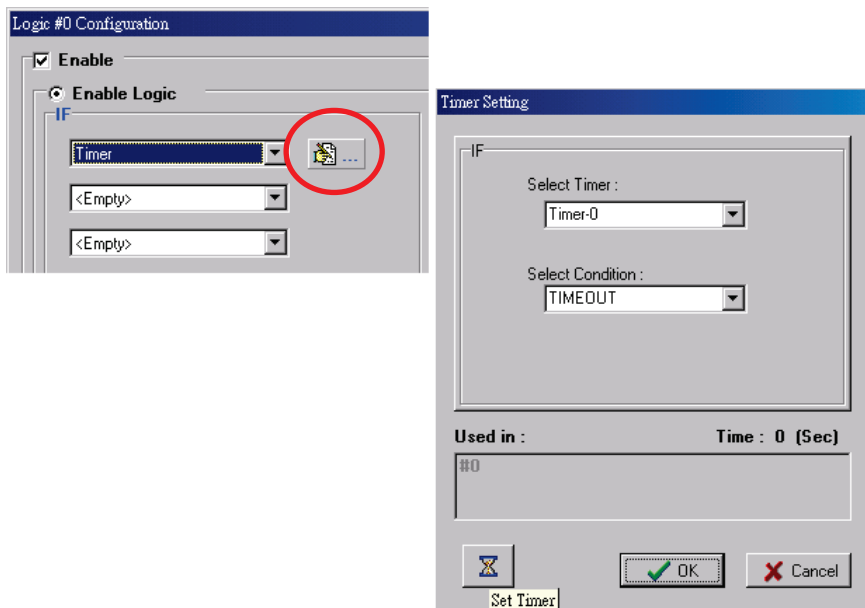 Logic #0 Configuration
Enable
Enable Logic
IF
Timer
...
<Empty>
<Empty>
Timer Setting
IF
Select Timer :
Timer-0
Select Condition :
TIMEOUT
Used in :
Time : 0 (Sec)
#0
OK
Cancel
Set Timer